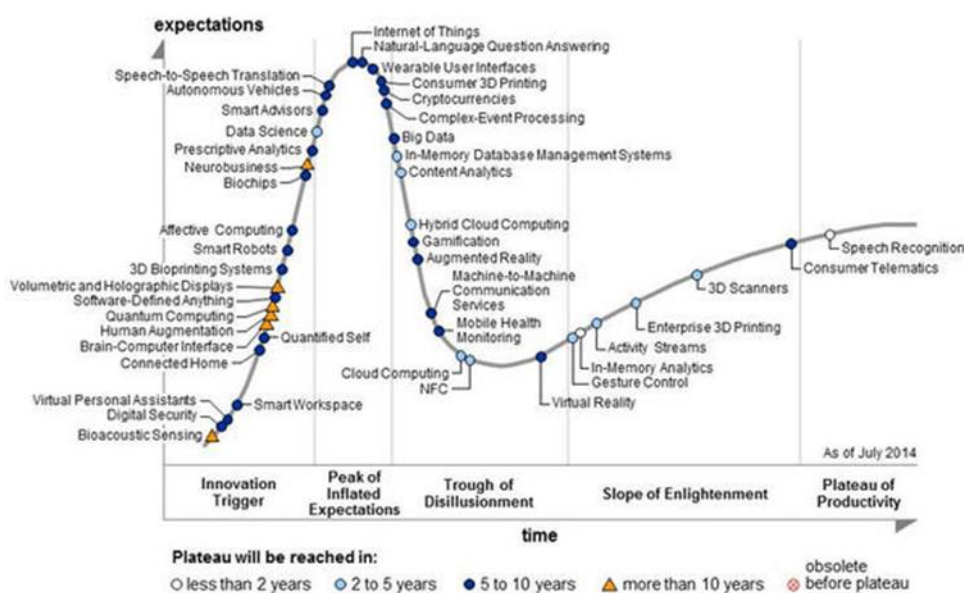 expectations
Internet of Things
Natural-Language Question Answering
Wearable User Interfaces
Consumer 3D Printing
Cryptocurrencies
Complex-Event Processing
Speech-to-Speech Translation
Autonomous Vehicles
Smart Advisors
Data Science
Prescriptive Analytics
Neurobusiness
Biochips
Big Data
In-Memory Database Management Systems
Content Analytics
Hybrid Cloud Computing
Gamification
Augmented Reality
Machine-to-Machine
Communication
Services
Mobile Health
Monitoring
Affective Computing
Smart Robots
3D Bioprinting Systems
Volumetric and Holographic Displays
Software-Defined Anything
Quantum Computing
Human Augmentation
Brain-Computer Interface
Connected Home
Quantified Self
Virtual Personal Assistants
Digital Security
Bioacoustic Sensing
Smart Workspace
Cloud Computing
NFC
Virtual Reality
Gesture Control
In-Memory Analytics
Activity Streams
Enterprise 3D Printing
3D Scanners
Consumer Telematics
Speech Recognition
As of July 2014
Innovation
Trigger
Peak of
Inflated
Expectations
Trough of
Disillusionment
Slope of Enlightenment
Plateau of
Productivity
time
Plateau will be reached in:
less than 2 years
2 to 5 years
5 to 10 years
more than 10 years
obsolete
before plateau